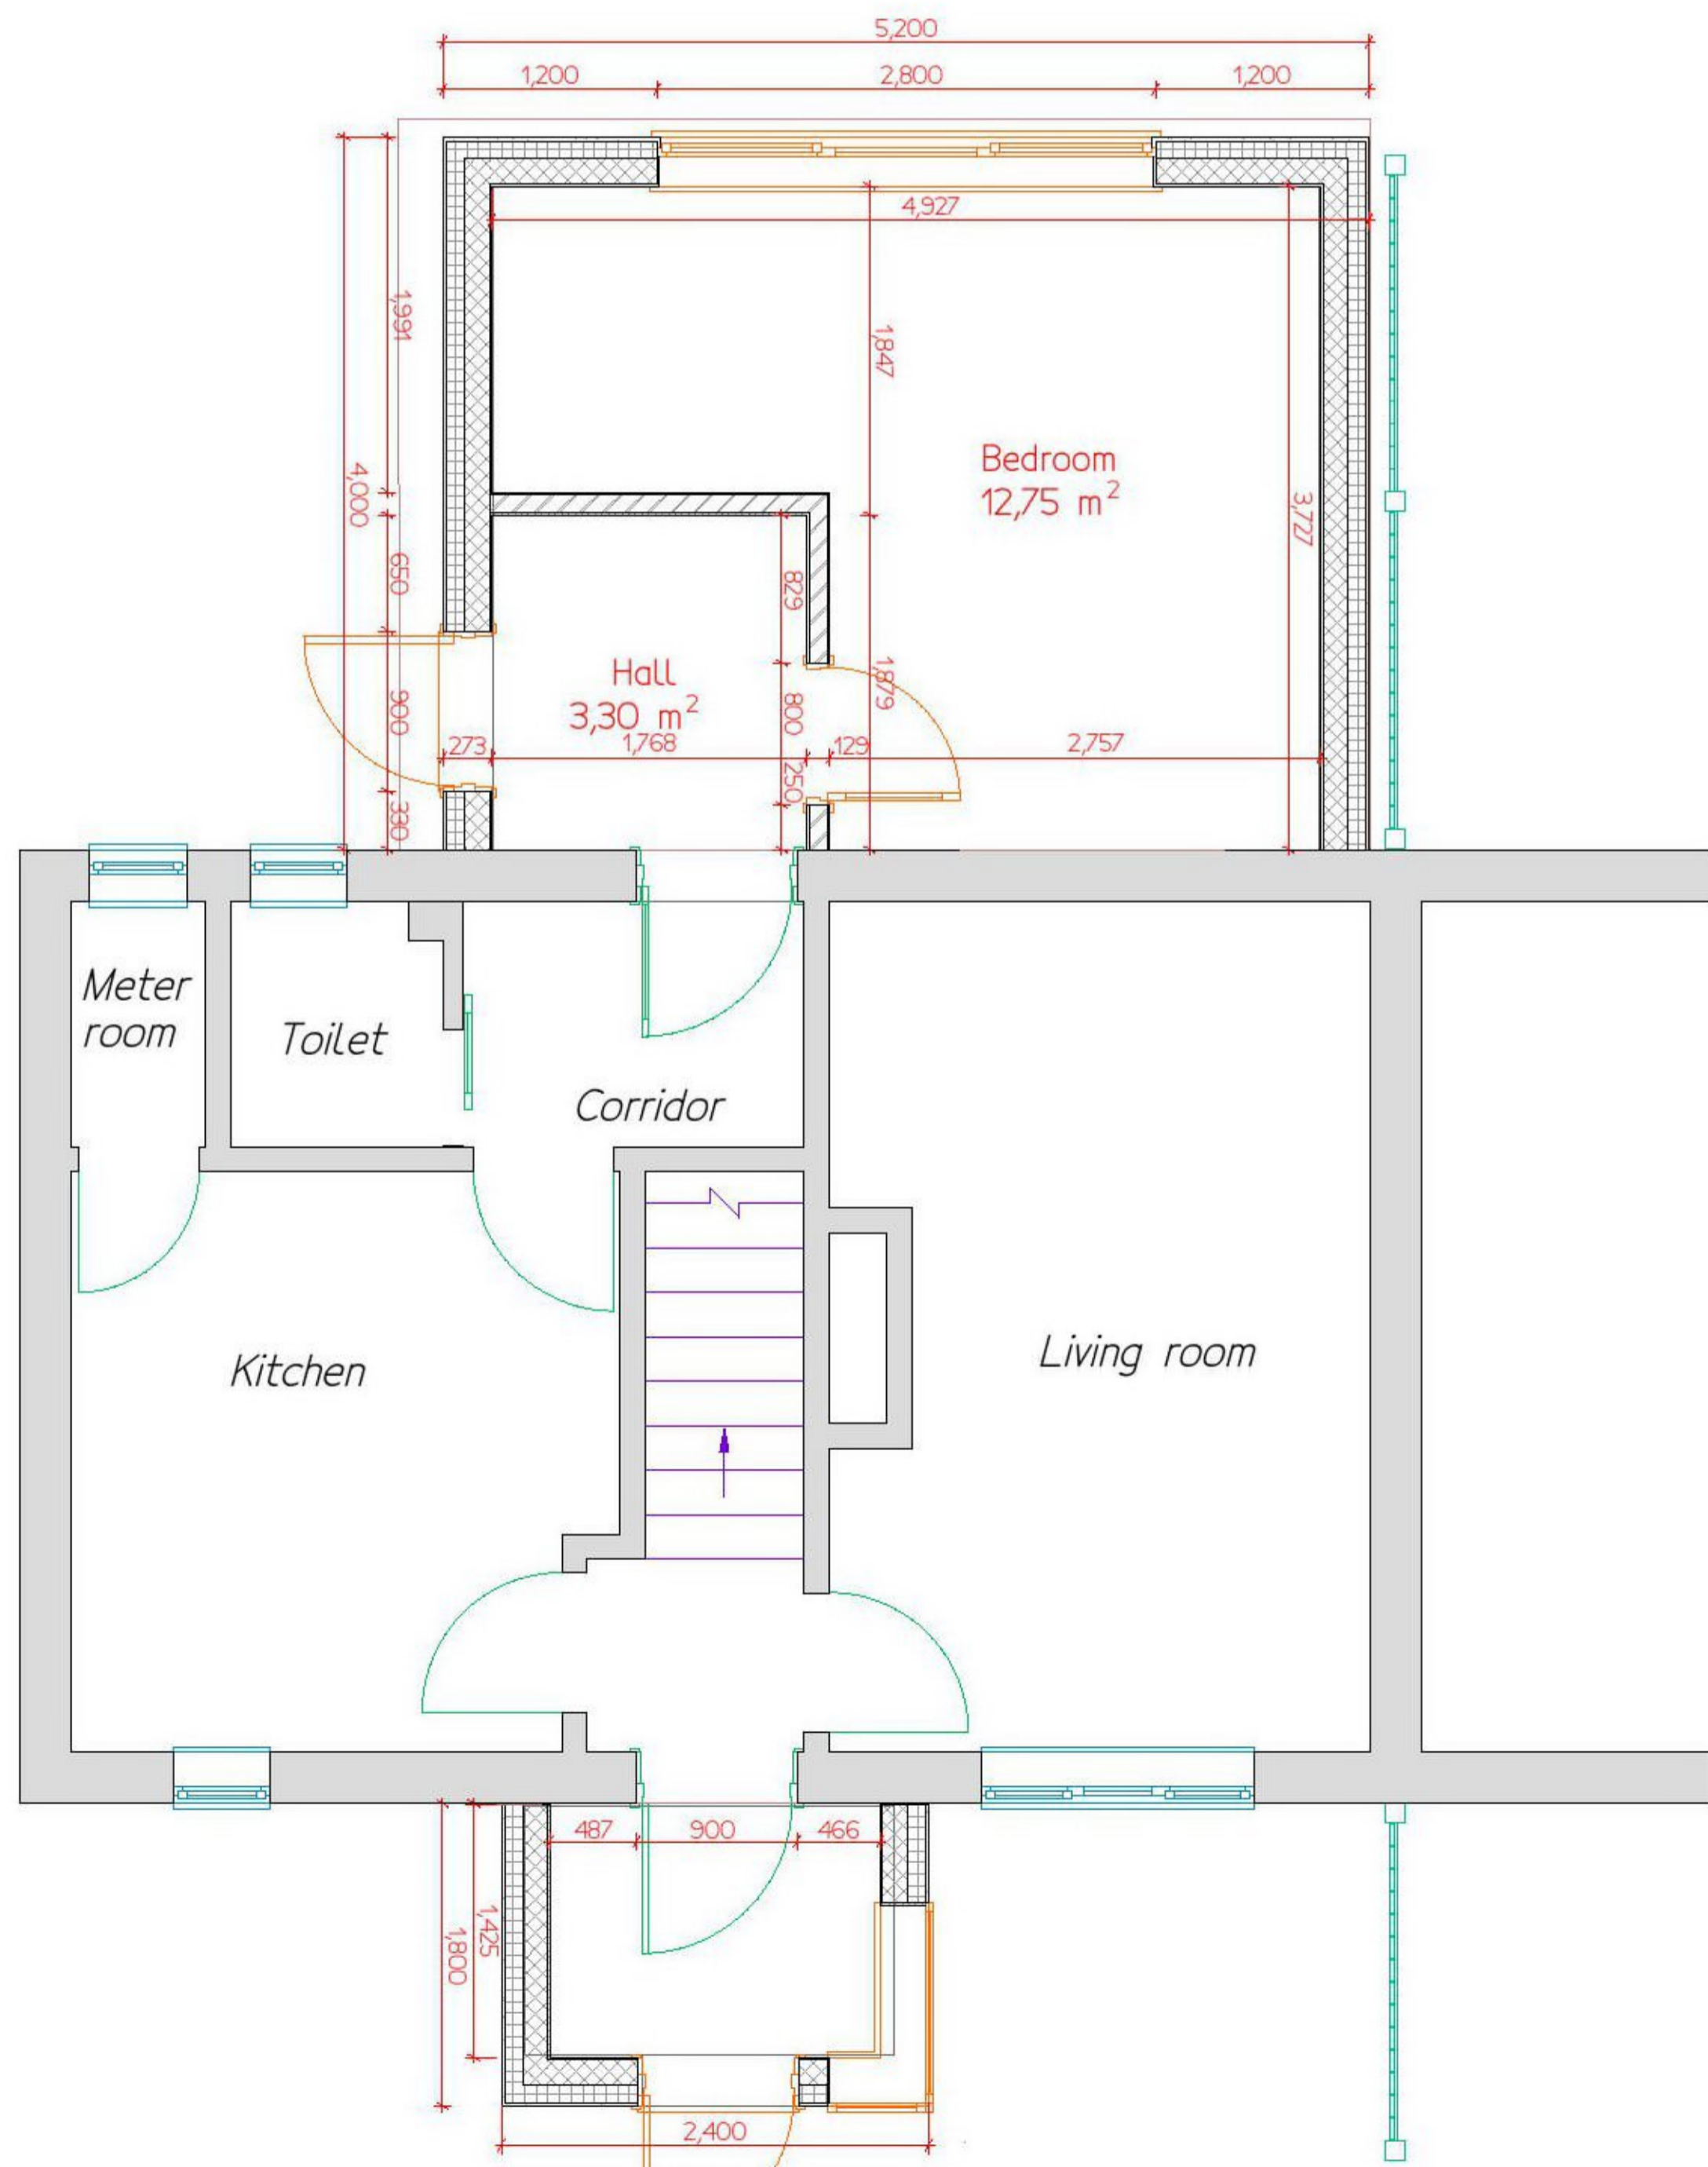 5,200
1,200
2,800
1,200
4,927
1,991
1,847
4,000
Bedroom
12,75 m²
3,727
650
829
Hall
3,30 m²
900
800
1,879
273
1,768
129
2,757
250
330
Meter
room
Toilet
Corridor
Kitchen
Living room
487
900
466
1,425
1,800
2,400